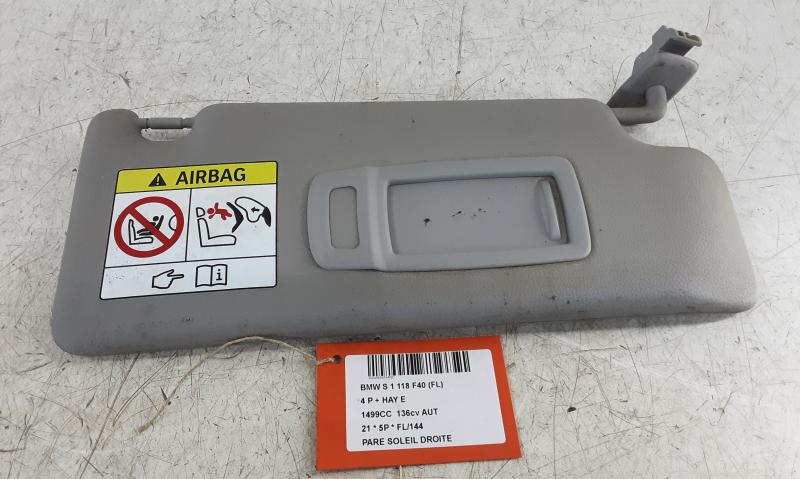 AIRBAG
BMW S 1 118 F40 (FL)
4 P + HAY E
1499CC 136cv AUT
21 * 5P * FL/144
PARE SOLEIL DROITE